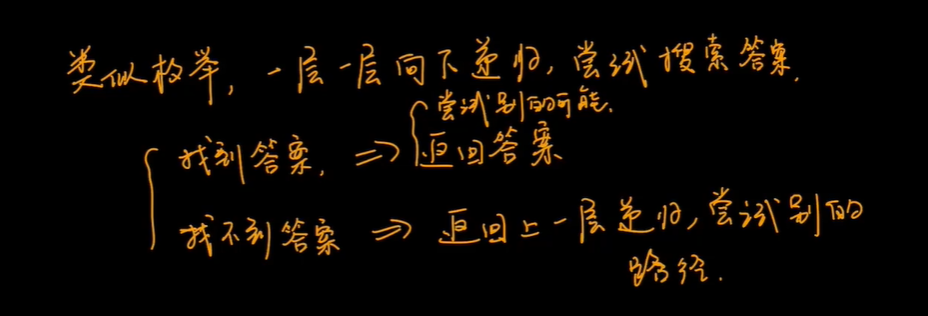 类似枚举，一层一层向下递归，尝试搜索答案.
尝试别的可能.
找到答案. => 返回答案
找不到答案 => 返回上一层递归，尝试别的
路径.